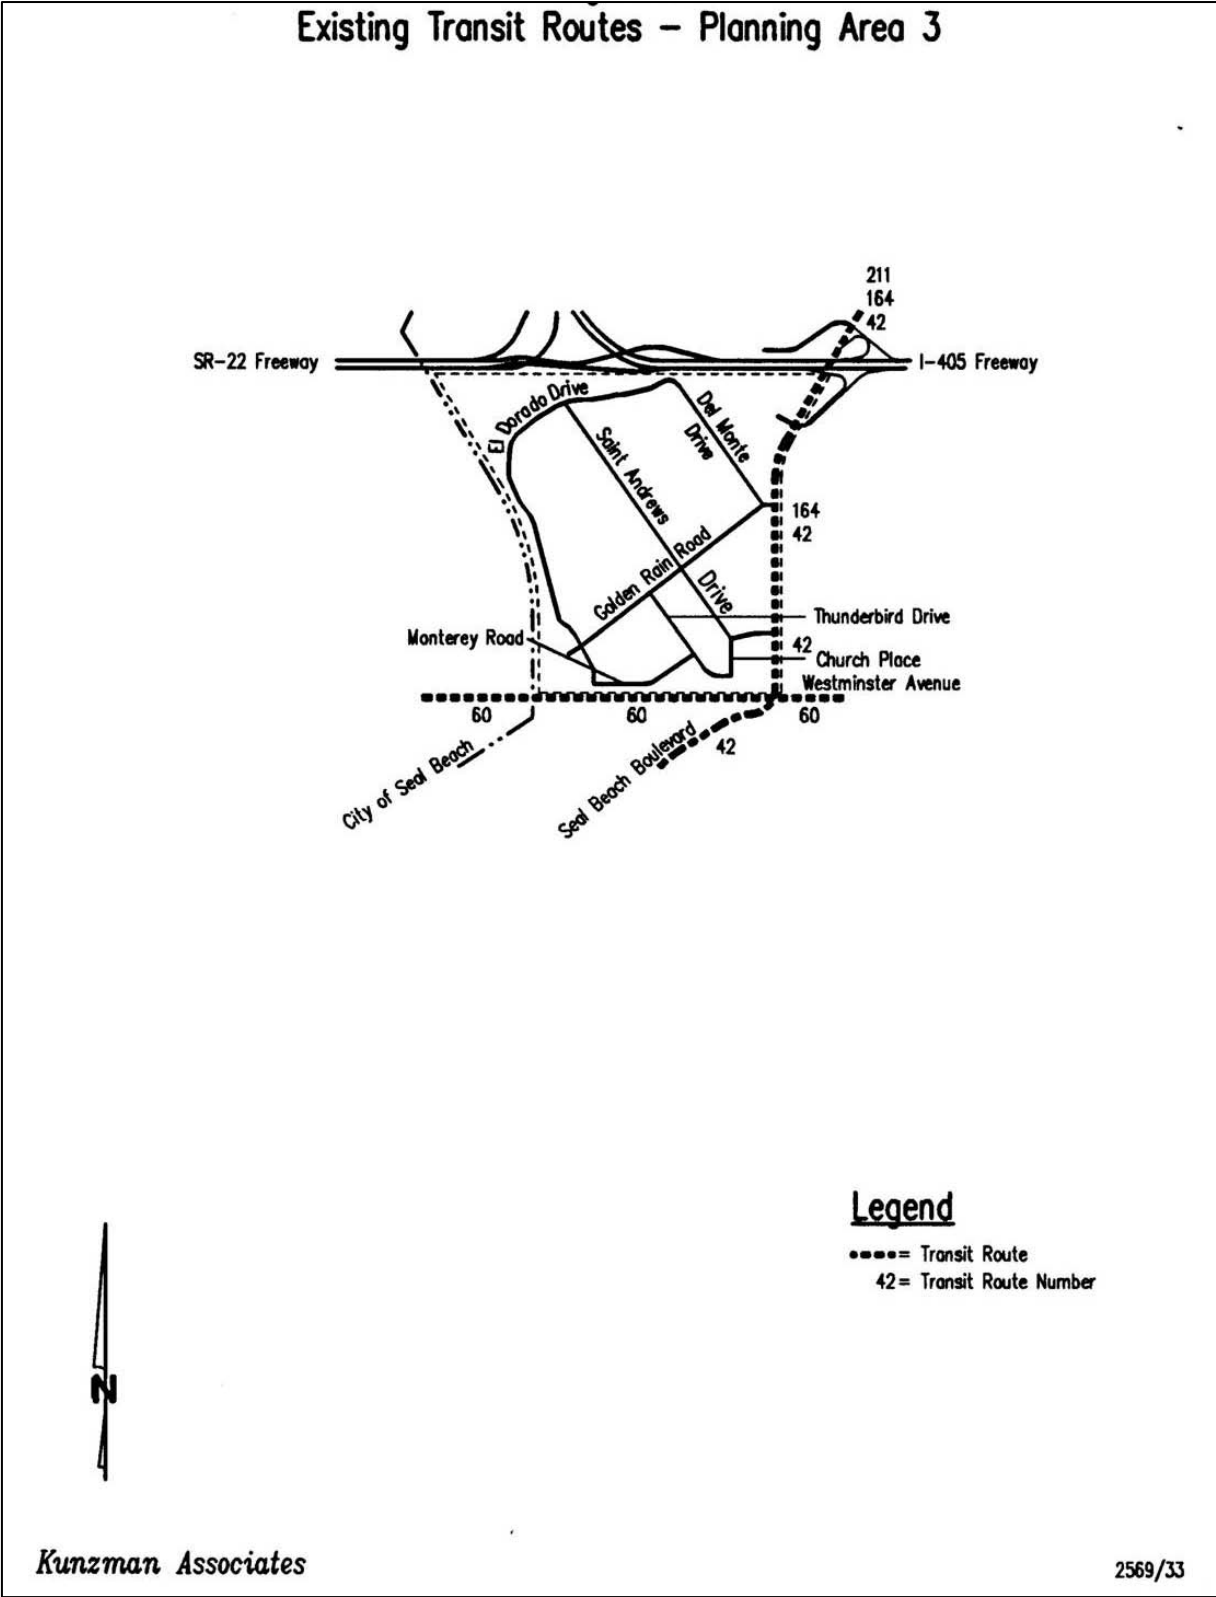 Existing Transit Routes - Planning Area 3
211
164
42
SR-22 Freeway
I-405 Freeway
El Dorado Drive
Del Monte
Drive
Saint Andrews
Drive
164
42
Golden Rain Road
Thunderbird Drive
Monterey Road
42
Church Place
Westminster Avenue
60
60
60
42
City of Seal Beach
Seal Beach Boulevard
Legend
= Transit Route
42= Transit Route Number
N
Kunzman Associates
2569/33